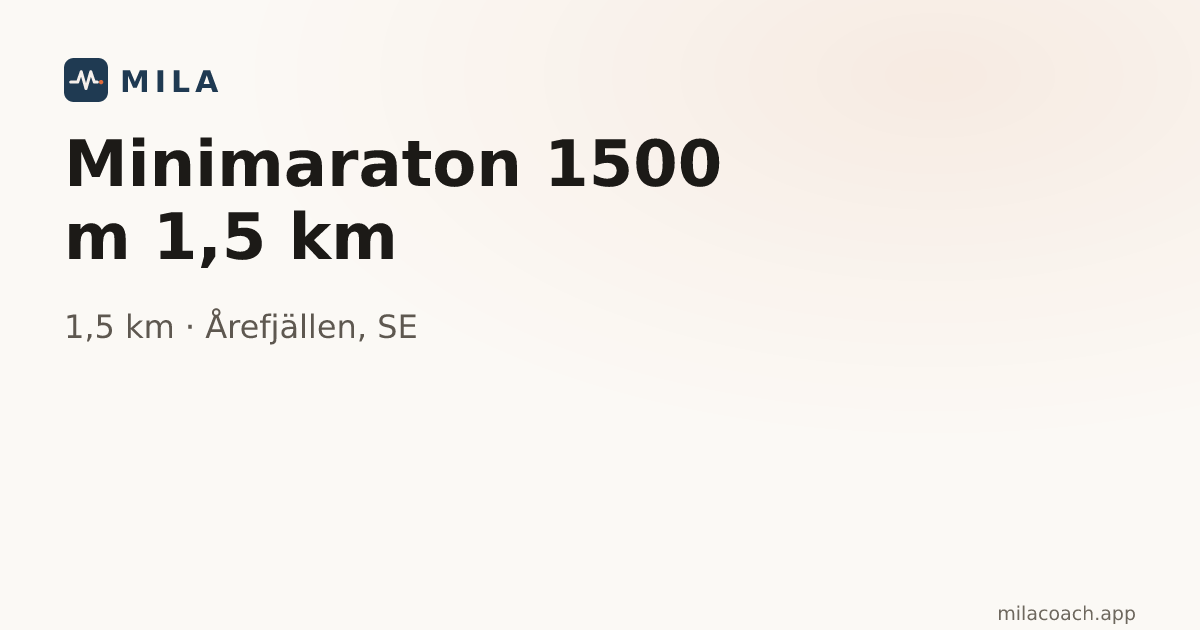 MILA
Minimaraton 1500
m 1,5 km
1,5 km · Årefjällen, SE
milacoach.app